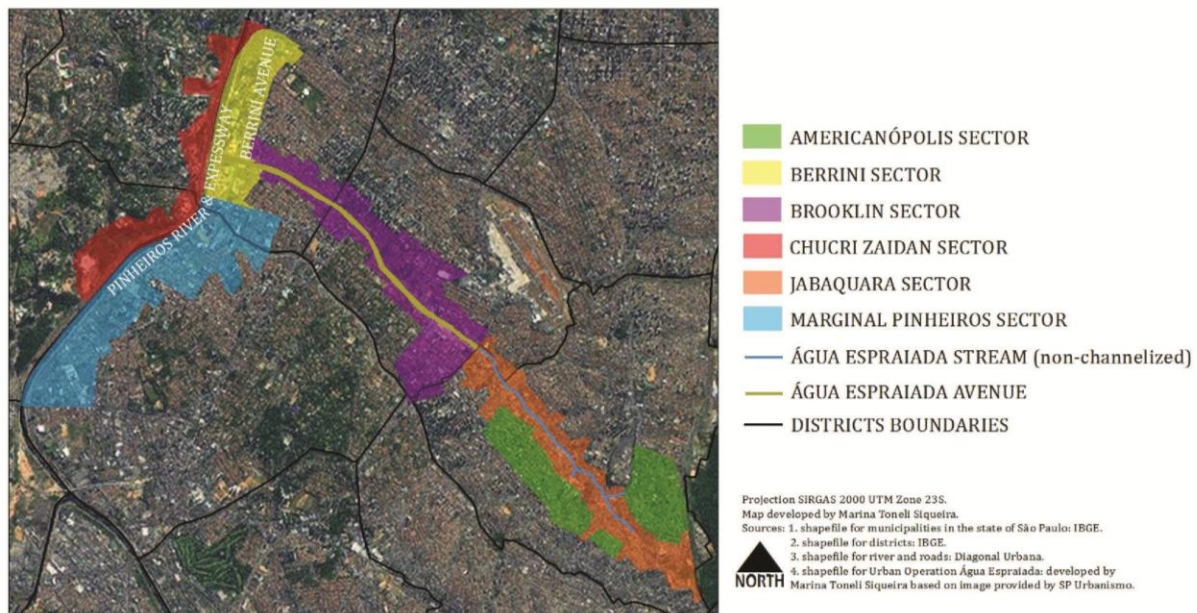 BERRINI AVENUE
PINHEIROS RIVER & EXPESSWAY
AMERICANÓPOLIS SECTOR
BERRINI SECTOR
BROOKLIN SECTOR
CHUCRI ZAIDAN SECTOR
JABAQUARA SECTOR
MARGINAL PINHEIROS SECTOR
ÁGUA ESPRAIADA STREAM (non-channelized)
ÁGUA ESPRAIADA AVENUE
DISTRICTS BOUNDARIES
Projection SIRGAS 2000 UTM Zone 23S.
Map developed by Marina Toneli Siqueira.
Sources: 1. shapefile for municipalities in the state of São Paulo: IBGE.
2. shapefile for districts: IBGE.
3. shapefile for river and roads: Diagonal Urbana.
4. shapefile for Urban Operation Água Espraiada: developed by
Marina Toneli Siqueira based on image provided by SP Urbanismo.
NORTH